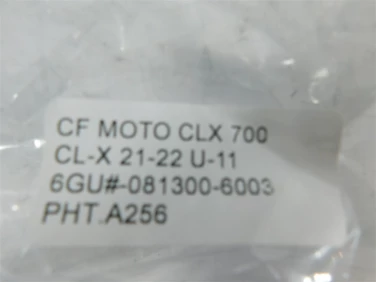 CF MOTO CLX 700
CL-X 21-22 U-11
6GU#-081300-6003
PHT.A256